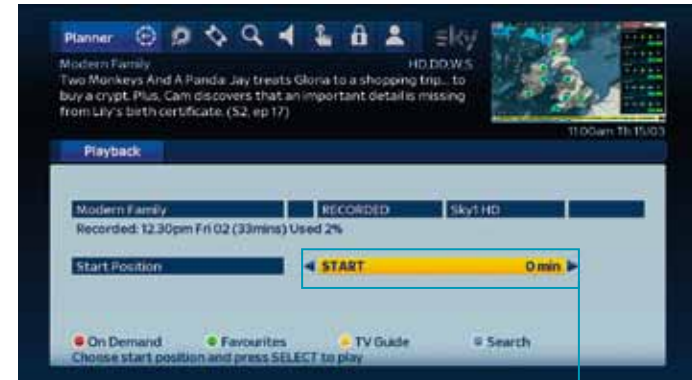 Planner
sky
Modern Family HD.DD.W.S
Two Monkeys And A Panda: Jay treats Gloria to a shopping trip... to
buy a crypt. Plus, Cam discovers that an important detail is missing
from Lily's birth certificate. (S2, ep 17)
11.00am Th 15/03
Playback
Modern Family RECORDED Sky1 HD
Recorded: 12.30pm Fri 02 (33mins) Used 2%
Start Position START 0 min
On Demand Favourites TV Guide Search
Choose start position and press SELECT to play